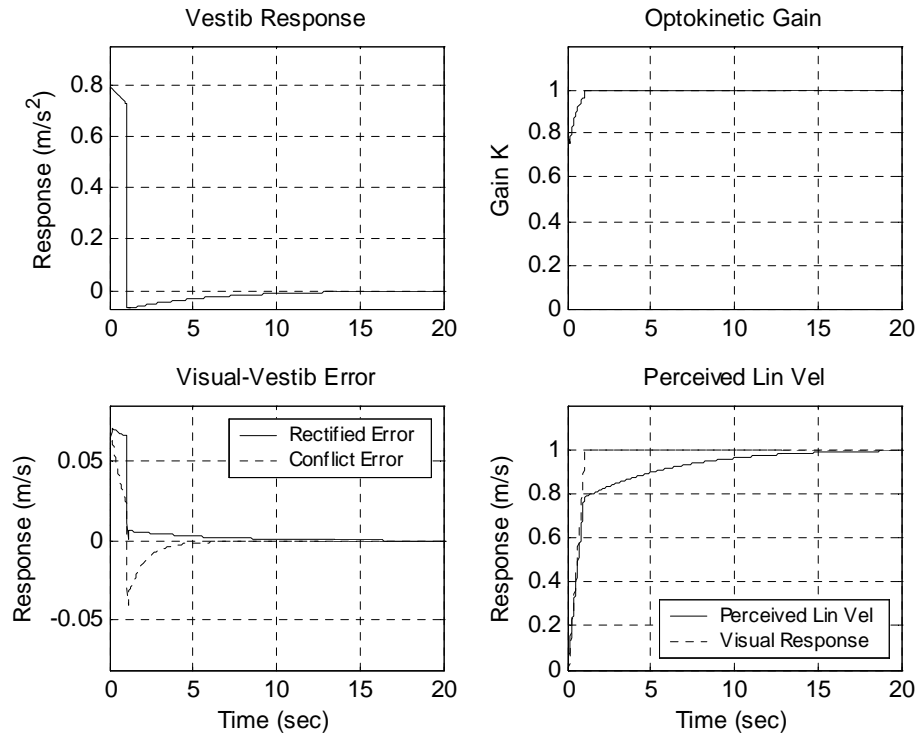 Vestib Response
Response (m/s²)
0.8
0.6
0.4
0.2
0
0 5 10 15 20
Optokinetic Gain
Gain K
1
0.8
0.6
0.4
0.2
0
0 5 10 15 20
Visual-Vestib Error
Response (m/s)
0.05
0
-0.05
Rectified Error
Conflict Error
0 5 10 15 20
Time (sec)
Perceived Lin Vel
Response (m/s)
1
0.8
0.6
0.4
0.2
0
Perceived Lin Vel
Visual Response
0 5 10 15 20
Time (sec)